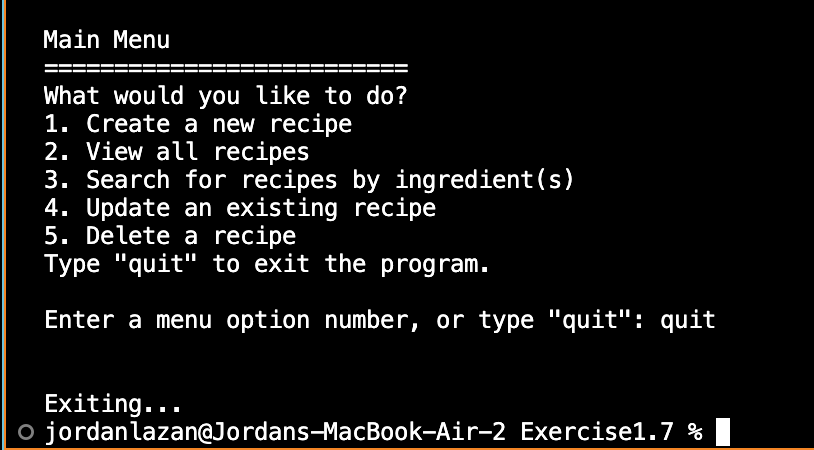 Main Menu
==========================
What would you like to do?
1. Create a new recipe
2. View all recipes
3. Search for recipes by ingredient(s)
4. Update an existing recipe
5. Delete a recipe
Type "quit" to exit the program.
Enter a menu option number, or type "quit": quit
Exiting...
jordanlazan@Jordans-MacBook-Air-2 Exercise1.7 %